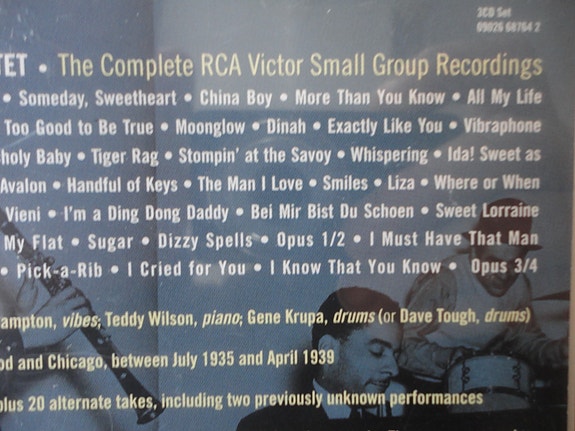 3CD Set
09026 68764 2
TET • The Complete RCA Victor Small Group Recordings
• Someday, Sweetheart • China Boy • More Than You Know • All My Life
Too Good to Be True • Moonglow • Dinah • Exactly Like You • Vibraphone
choly Baby • Tiger Rag • Stompin' at the Savoy • Whispering • Ida! Sweet as
Avalon • Handful of Keys • The Man I Love • Smiles • Liza • Where or When
Vieni • I'm a Ding Dong Daddy • Bei Mir Bist Du Schoen • Sweet Lorraine
My Flat • Sugar • Dizzy Spells • Opus 1/2 • I Must Have That Man
• Pick-a-Rib • I Cried for You • I Know That You Know • Opus 3/4
ampton, vibes; Teddy Wilson, piano; Gene Krupa, drums (or Dave Tough, drums)
od and Chicago, between July 1935 and April 1939
plus 20 alternate takes, including two previously unknown performances